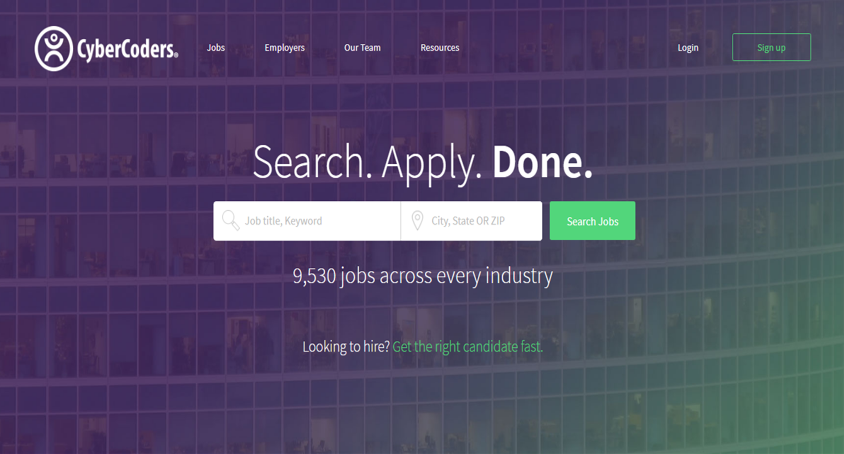 CyberCoders®
Jobs
Employers
Our Team
Resources
Login
Sign up
Search. Apply. Done.
Job title, Keyword
City, State OR ZIP
Search Jobs
9,530 jobs across every industry
Looking to hire? Get the right candidate fast.